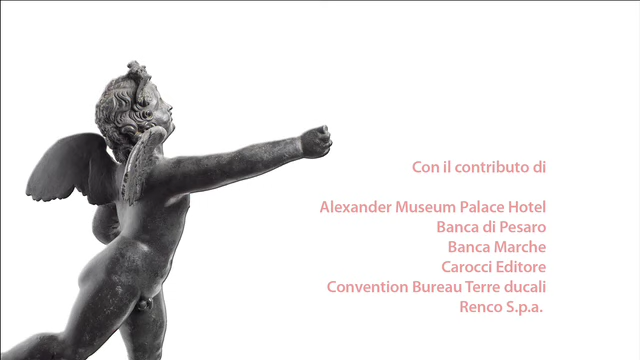 Con il contributo di
Alexander Museum Palace Hotel
Banca di Pesaro
Banca Marche
Carocci Editore
Convention Bureau Terre ducali
Renco S.p.a.